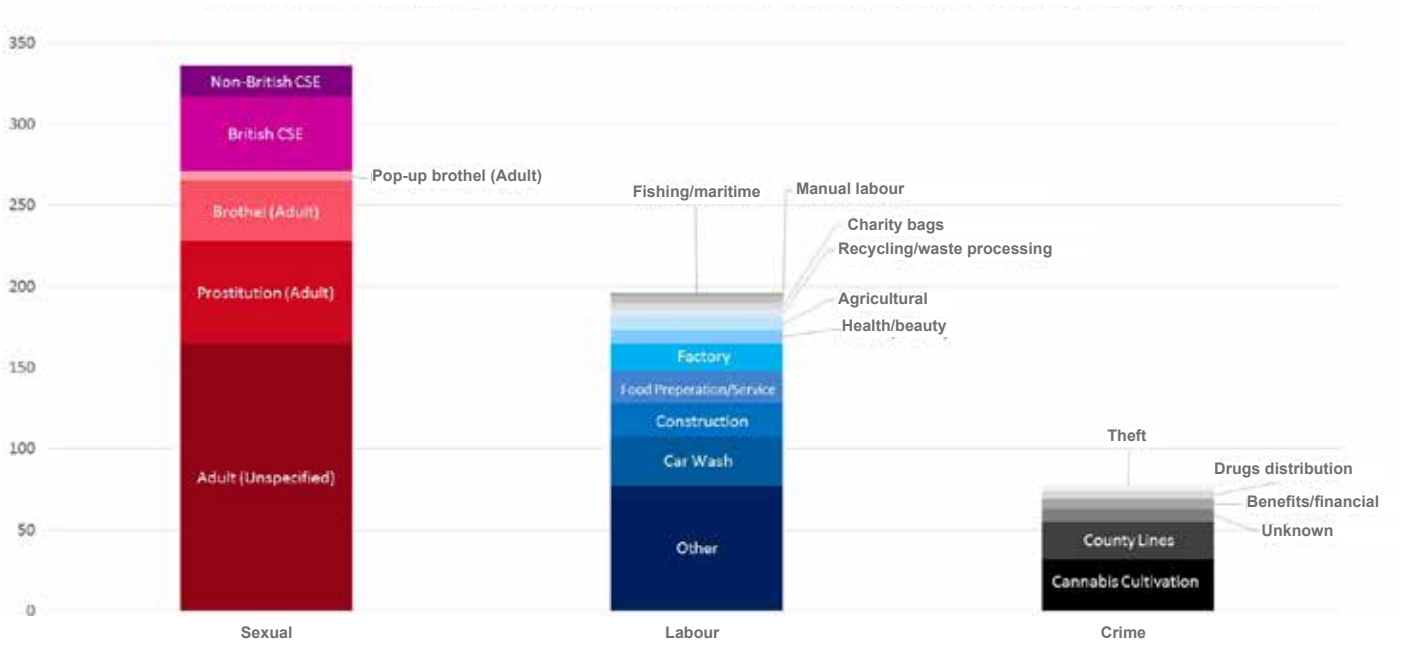 350
Non-British CSE
300
British CSE
Pop-up brothel (Adult)
Fishing/maritime
Manual labour
250
Brothel (Adult)
Charity bags
Recycling/waste processing
200
Prostitution (Adult)
Agricultural
Health/beauty
150
Factory
Food Preperation/Service
Construction
100
Theft
Car Wash
Adult (Unspecified)
Drugs distribution
Benefits/financial
50
Unknown
Other
County Lines
Cannabis Cultivation
0
Sexual
Labour
Crime